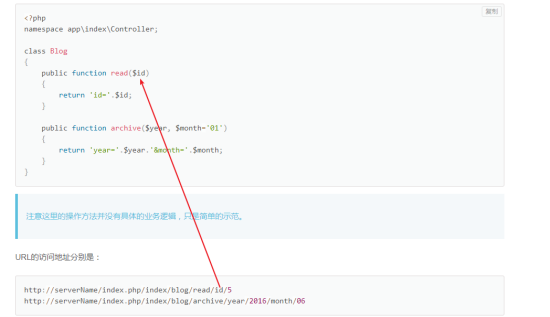 复制
<?php
namespace app\index\Controller;
class Blog
{
public function read($id)
{
return 'id='.$id;
}
public function archive($year, $month='01')
{
return 'year='.$year.'&month='.$month;
}
}
注意这里的操作方法并没有具体的业务逻辑，只是简单的示范。
URL的访问地址分别是：
http://serverName/index.php/index/blog/read/id/5
http://serverName/index.php/index/blog/archive/year/2016/month/06